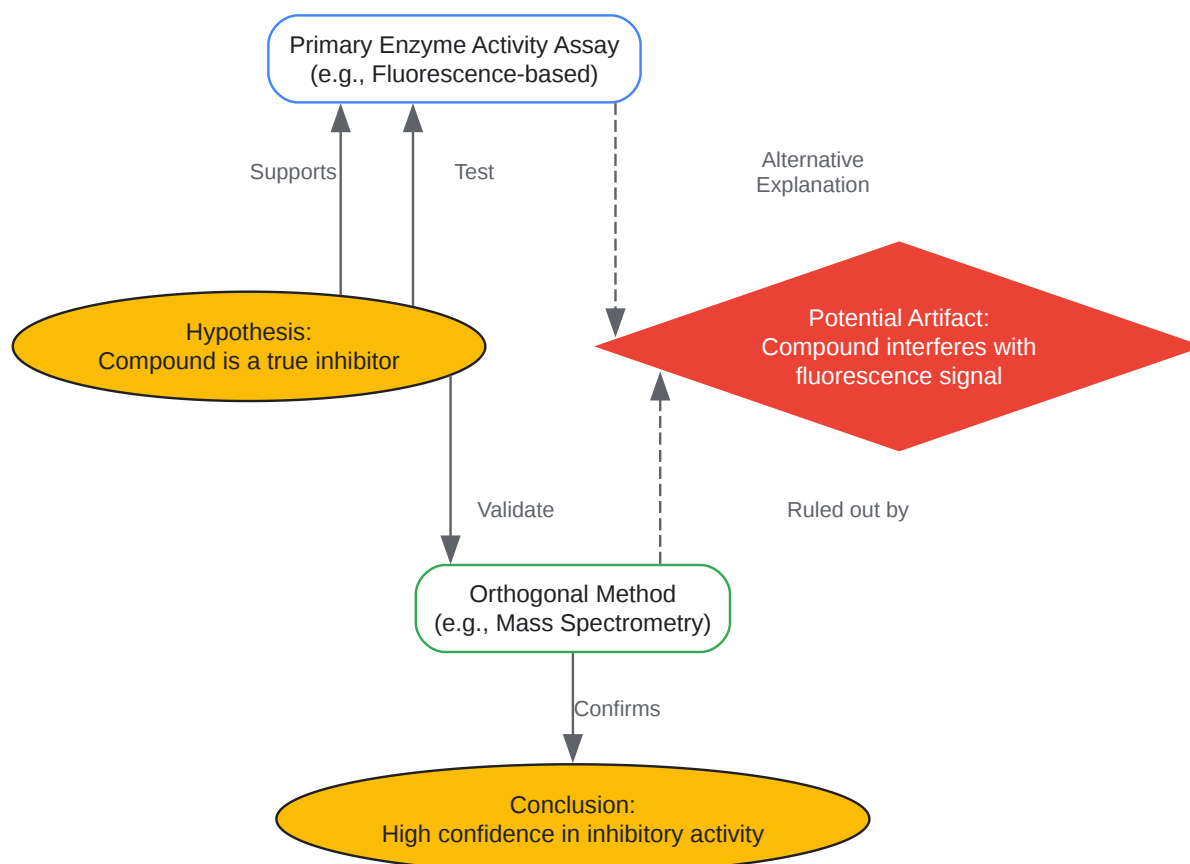 Primary Enzyme Activity Assay
(e.g., Fluorescence-based)
Supports
Test
Alternative
Explanation
Hypothesis:
Compound is a true inhibitor
Potential Artifact:
Compound interferes with
fluorescence signal
Validate
Ruled out by
Orthogonal Method
(e.g., Mass Spectrometry)
Confirms
Conclusion:
High confidence in inhibitory activity